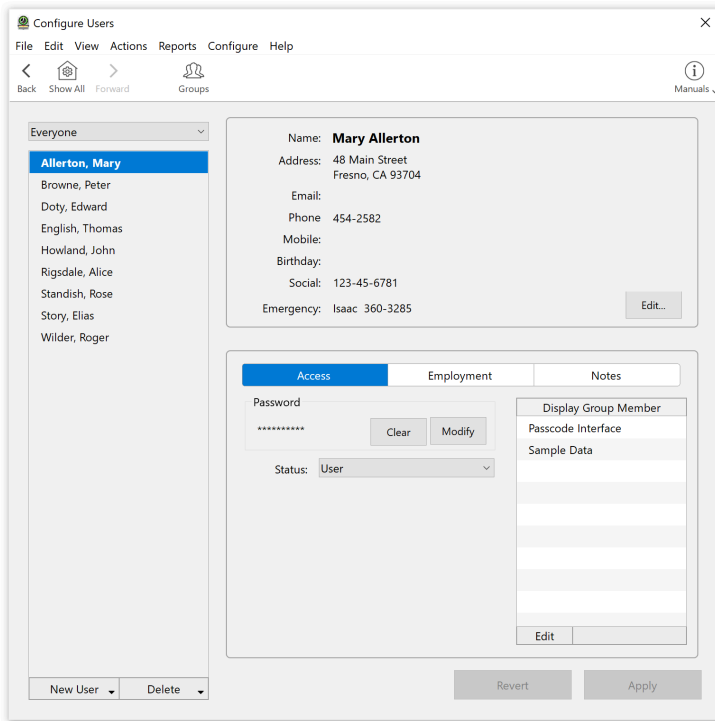 Configure Users
File Edit View Actions Reports Configure Help
Back Show All Forward Groups Manuals
Everyone
Allerton, Mary
Browne, Peter
Doty, Edward
English, Thomas
Howland, John
Rigsdale, Alice
Standish, Rose
Story, Elias
Wilder, Roger
New User Delete
Name: Mary Allerton
Address: 48 Main Street
Fresno, CA 93704
Email:
Phone 454-2582
Mobile:
Birthday:
Social: 123-45-6781
Emergency: Isaac 360-3285
Edit...
Access Employment Notes
Password
**********
Clear Modify
Status: User
Display Group Member
Passcode Interface
Sample Data
Edit
Revert Apply